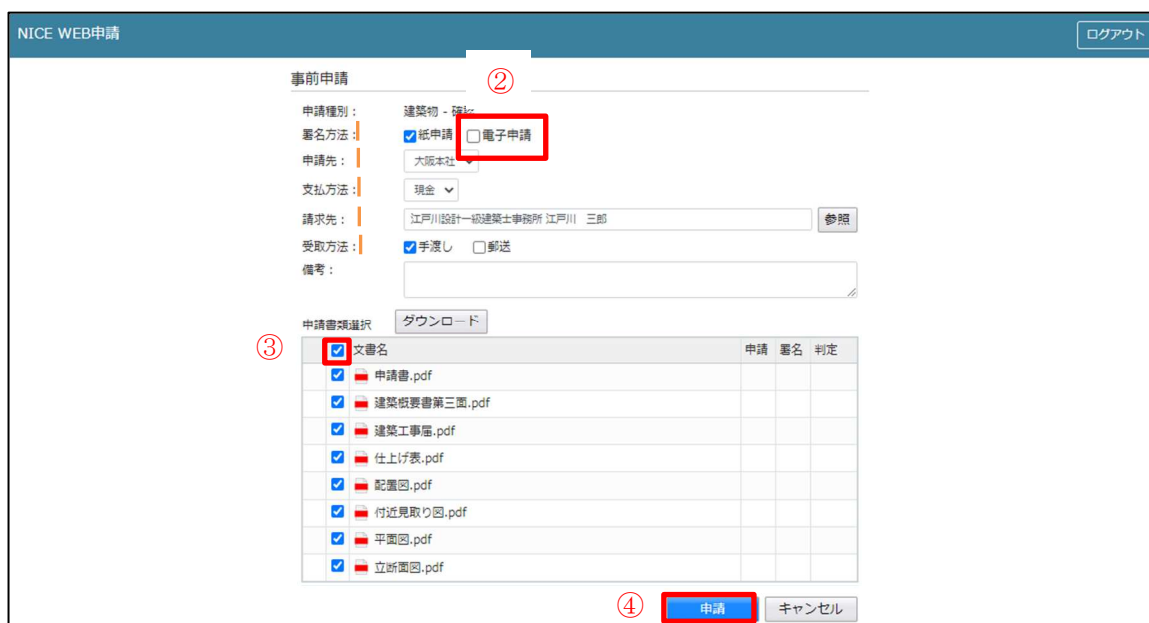 NICE WEB申請 ログアウト
事前申請
②
申請種別： 建築物 - 確認
署名方法： 紙申請 電子申請
申請先： 大阪本社
支払方法： 現金
請求先： 江戸川設計一級建築士事務所 江戸川 三郎 参照
受取方法： 手渡し 郵送
備考：
申請書類選択 ダウンロード
③ 文書名 申請 署名 判定
申請書.pdf
建築概要書第三面.pdf
建築工事届.pdf
仕上げ表.pdf
配置図.pdf
付近見取り図.pdf
平面図.pdf
立断面図.pdf
④ 申請 キャンセル